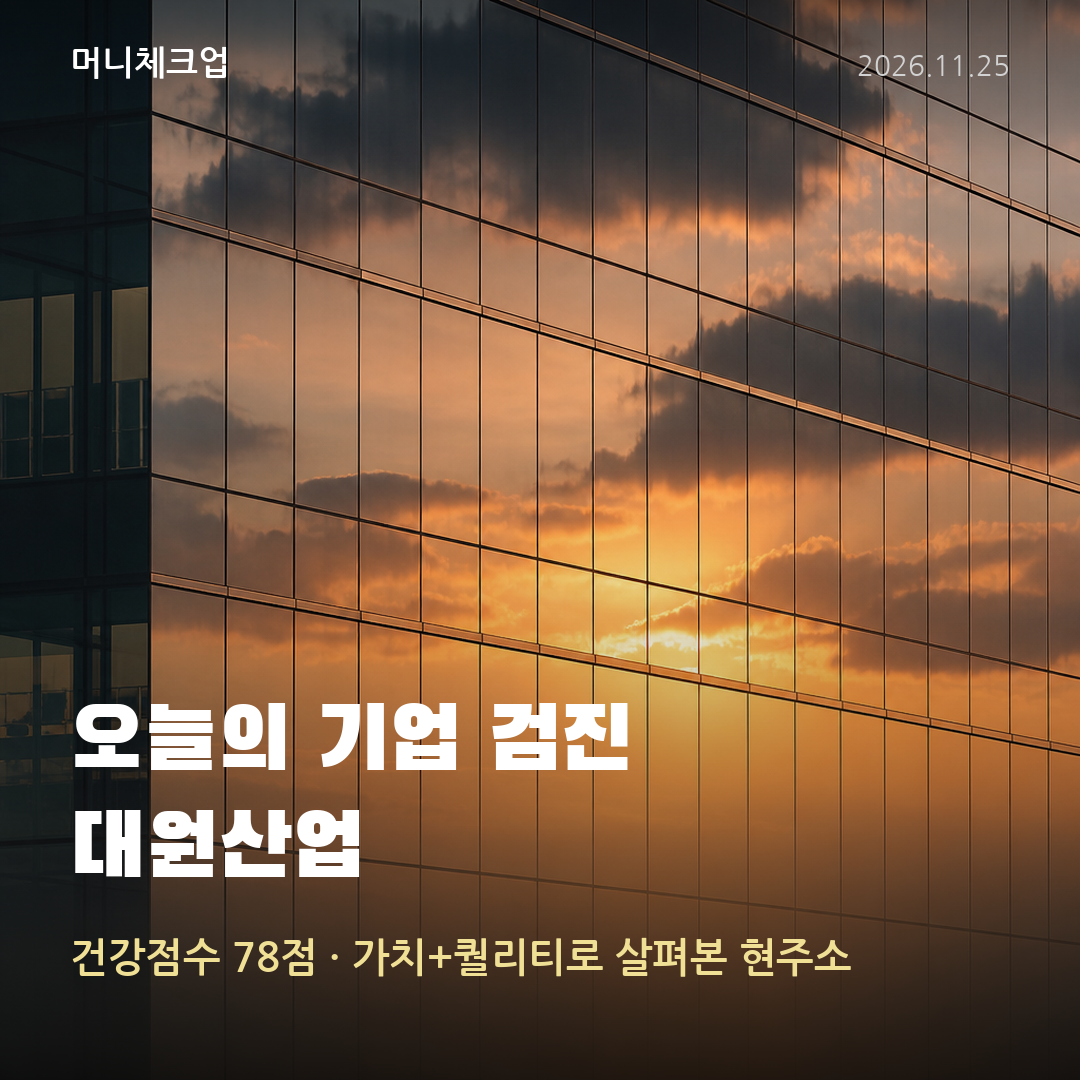 머니체크업
2026.11.25
오늘의 기업 검진
대원산업
건강점수 78점 · 가치+퀄리티로 살펴본 현주소